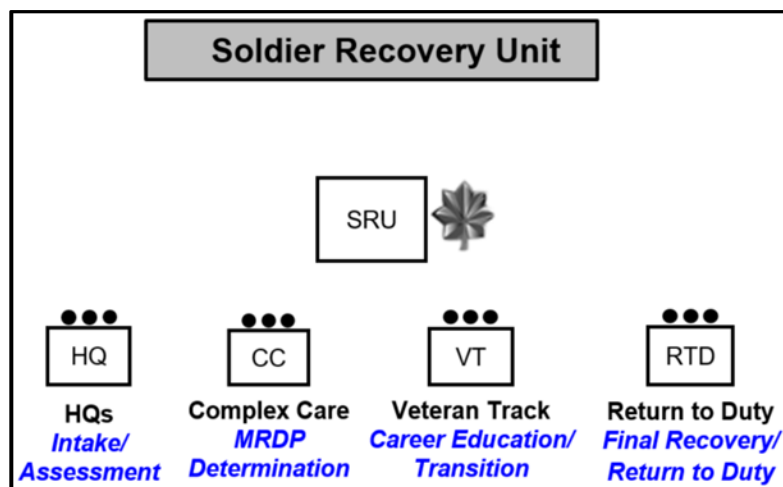 Soldier Recovery Unit
SRU
HQ
CC
VT
RTD
HQs
Intake/
Assessment
Complex Care
MRDP
Determination
Veteran Track
Career Education/
Transition
Return to Duty
Final Recovery/
Return to Duty